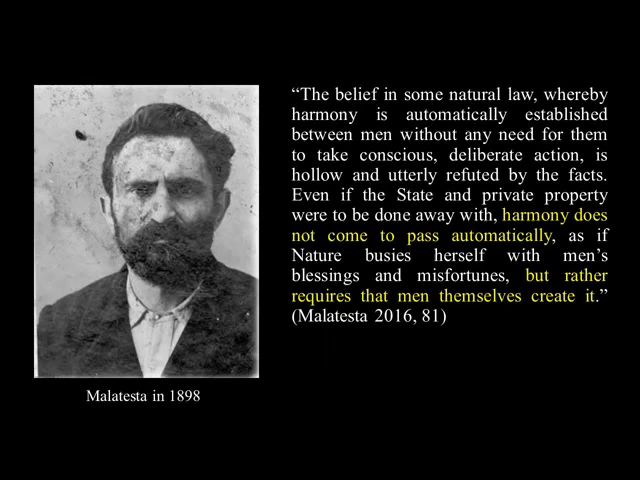 “The belief in some natural law, whereby
harmony is automatically established
between men without any need for them
to take conscious, deliberate action, is
hollow and utterly refuted by the facts.
Even if the State and private property
were to be done away with, harmony does
not come to pass automatically, as if
Nature busies herself with men’s
blessings and misfortunes, but rather
requires that men themselves create it.”
(Malatesta 2016, 81)
Malatesta in 1898